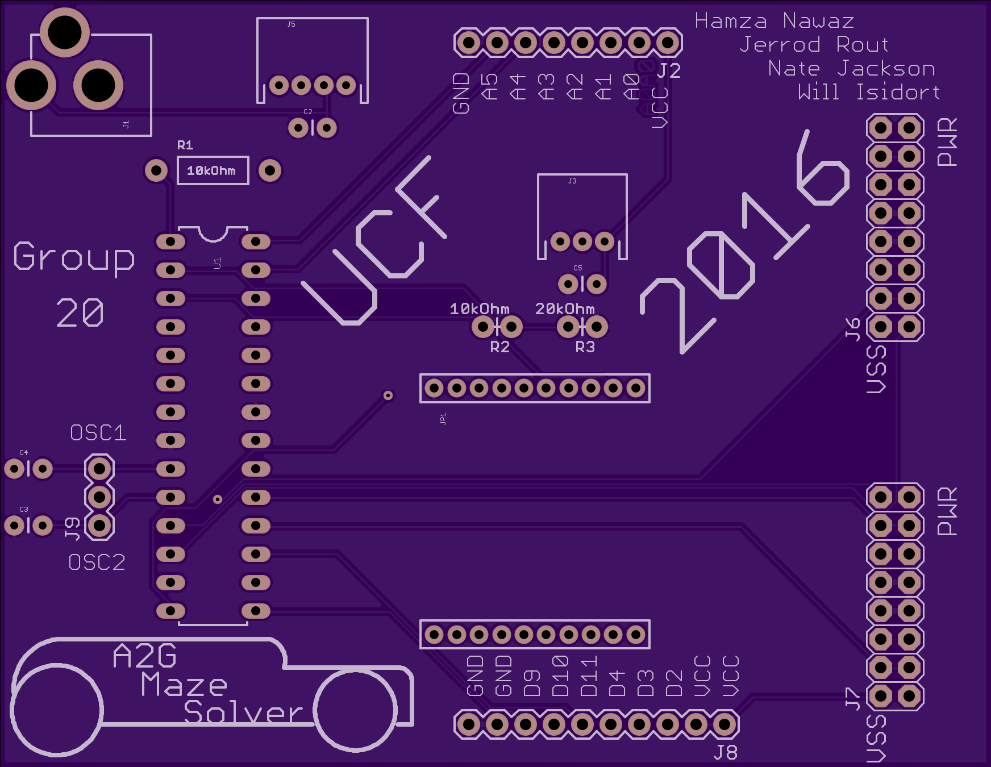 Hamza Nawaz
Jerrod Rout
Nate Jackson
Will Isidort
J5
J2
GND
A5
A4
A3
A2
A1
A0
VCC
J1
C2
PWR
R1
10kOhm
UCF
2016
J3
Group
20
U1
C5
10kOhm
20kOhm
R2
R3
J6
VSS
JP1
OSC1
C4
C3
J9
OSC2
PWR
A2G
Maze
Solver
GND
GND
D9
D10
D11
D4
D3
D2
VCC
VCC
J7
VSS
J8